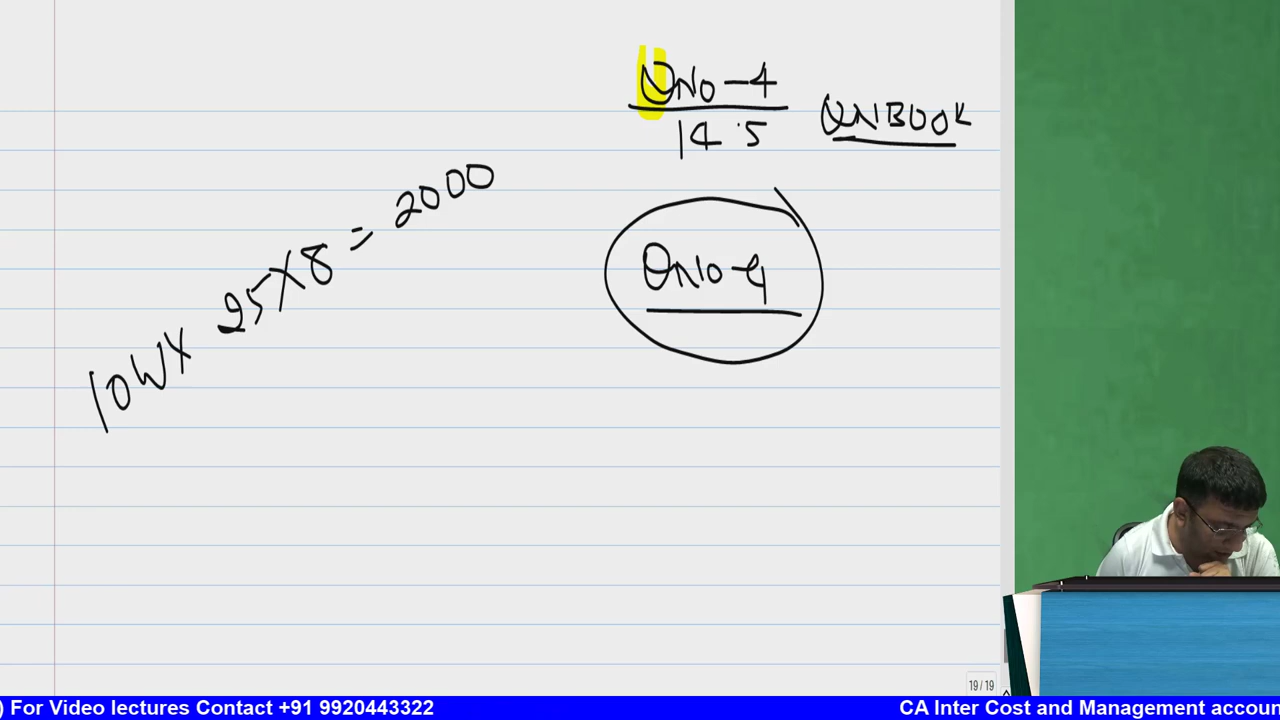 QNo-4
14.5
QNBOOK
10W X 25 X 8 = 2000
QNO-4
19/19
) For Video lectures Contact +91 9920443322
CA Inter Cost and Management accoun